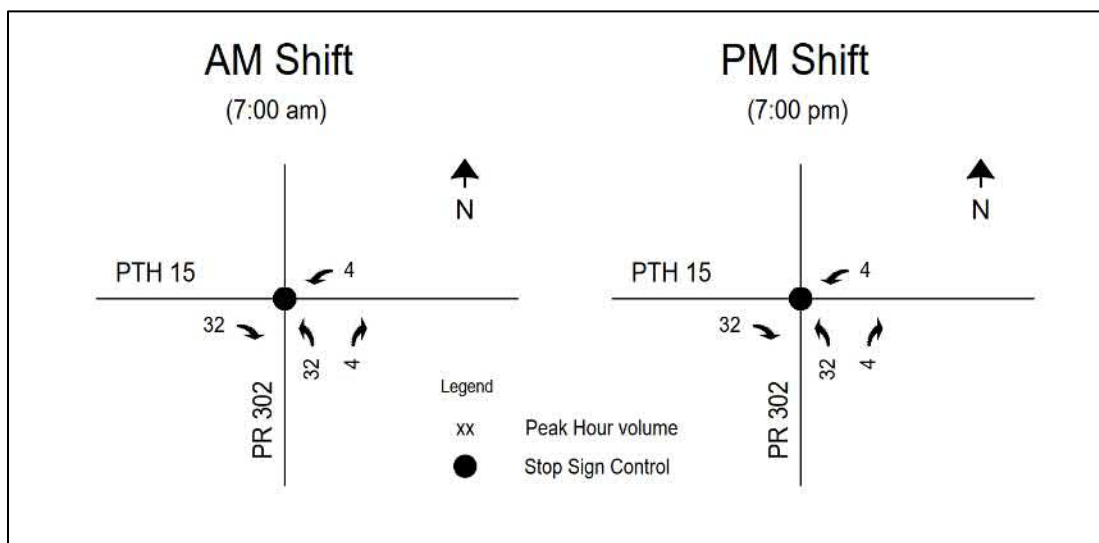 AM Shift
(7:00 am)
N
PTH 15
4
32
32
4
PR 302
PM Shift
(7:00 pm)
N
PTH 15
4
32
32
4
PR 302
Legend
xx Peak Hour volume
Stop Sign Control